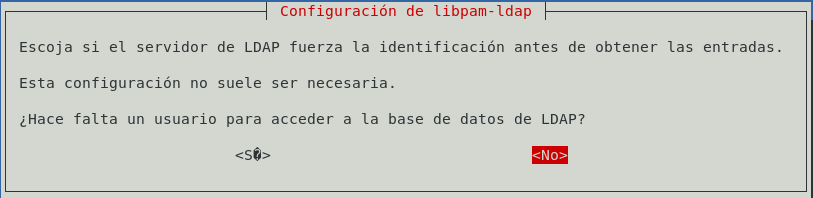 Configuración de libpam-ldap
Escoja si el servidor de LDAP fuerza la identificación antes de obtener las entradas.
Esta configuración no suele ser necesaria.
¿Hace falta un usuario para acceder a la base de datos de LDAP?
<S�> <No>